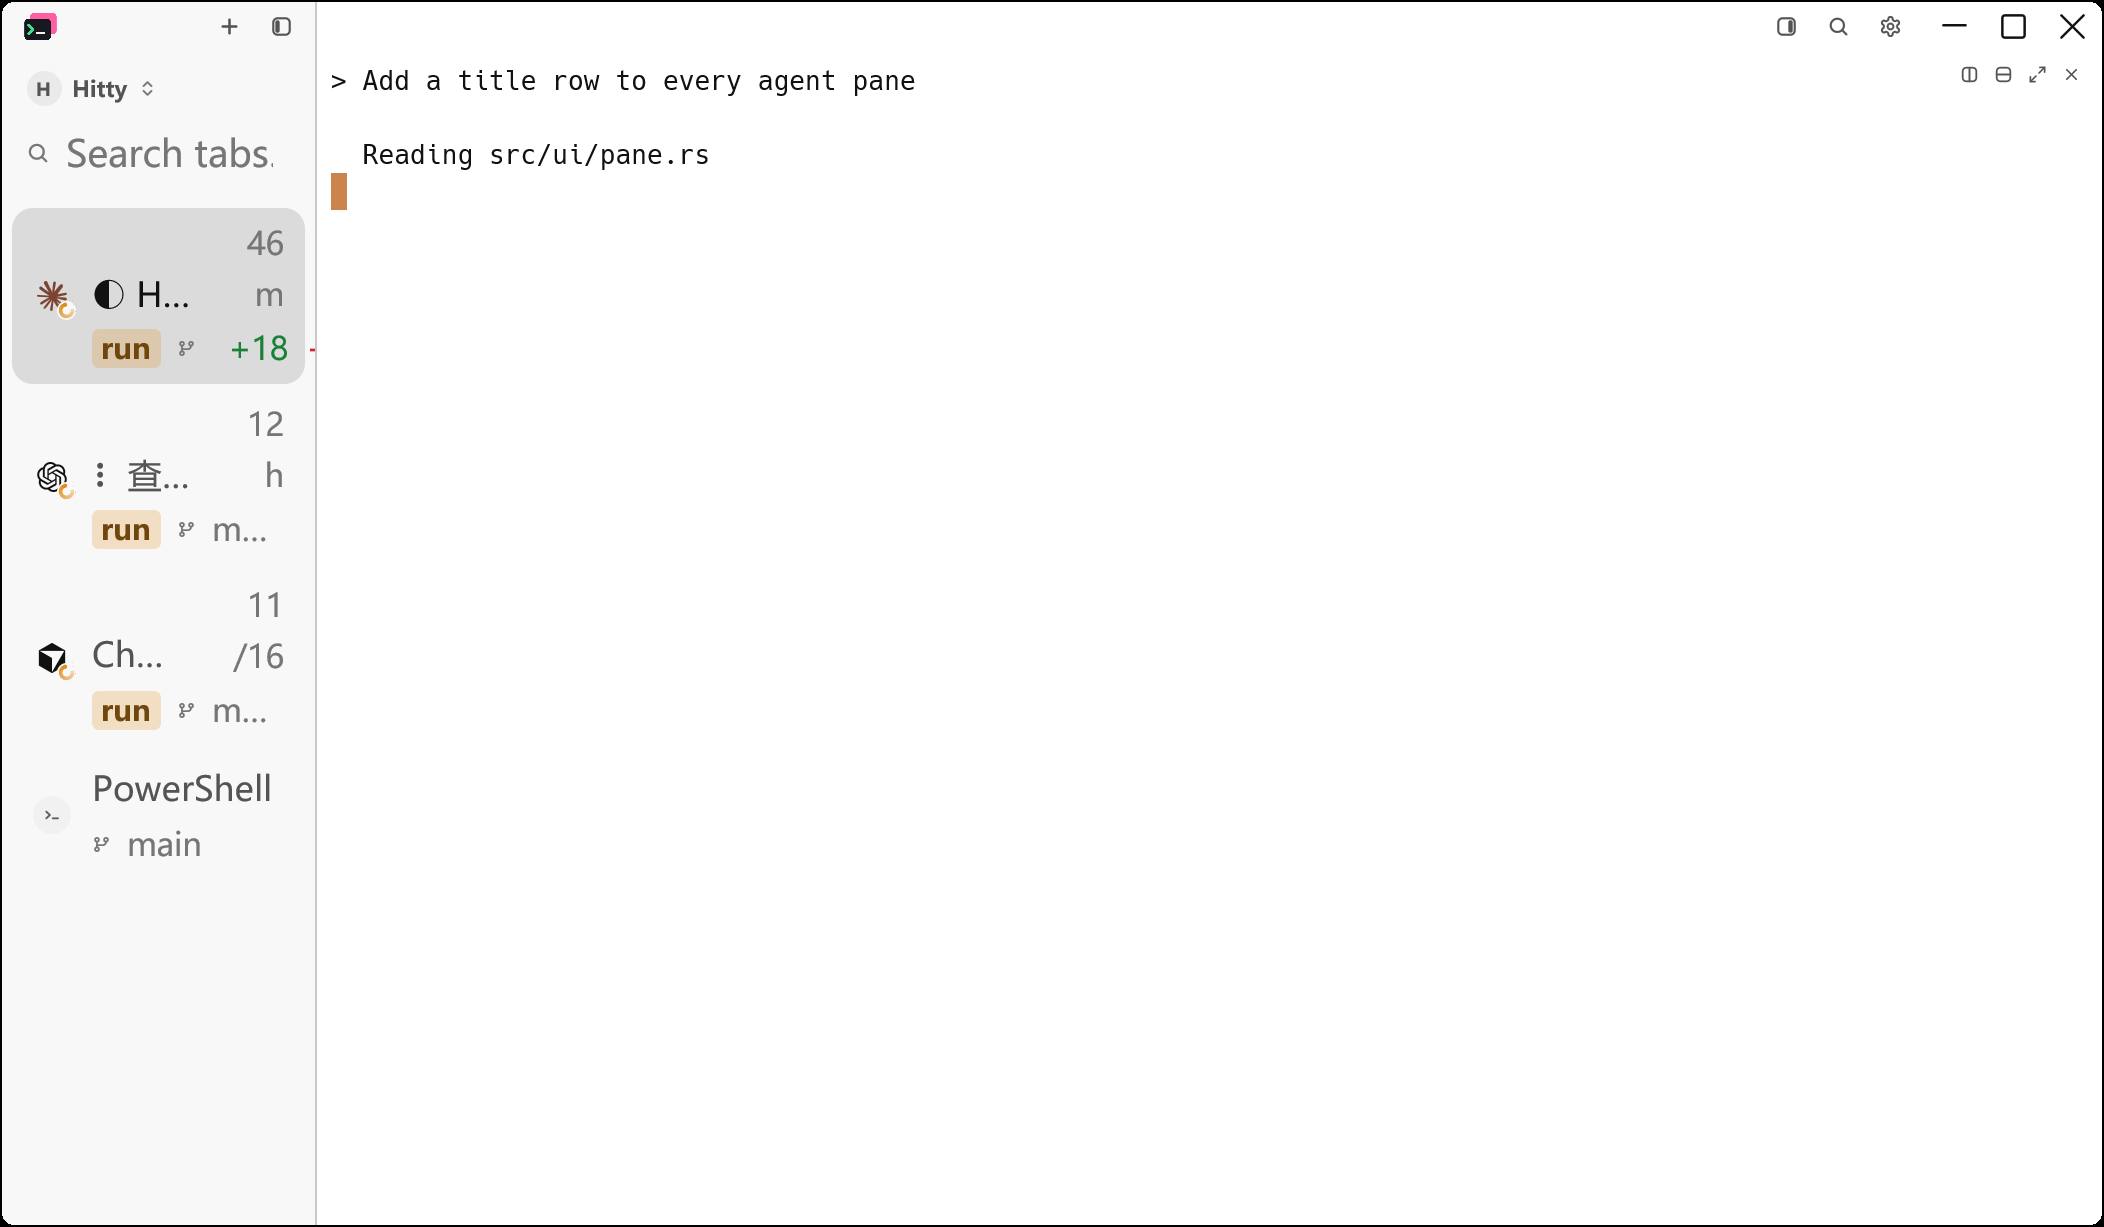 H Hitty
Search tabs.
46
H... m
run +18 -
12
查... h
run m...
11
Ch... /16
run m...
PowerShell
main
> Add a title row to every agent pane
Reading src/ui/pane.rs